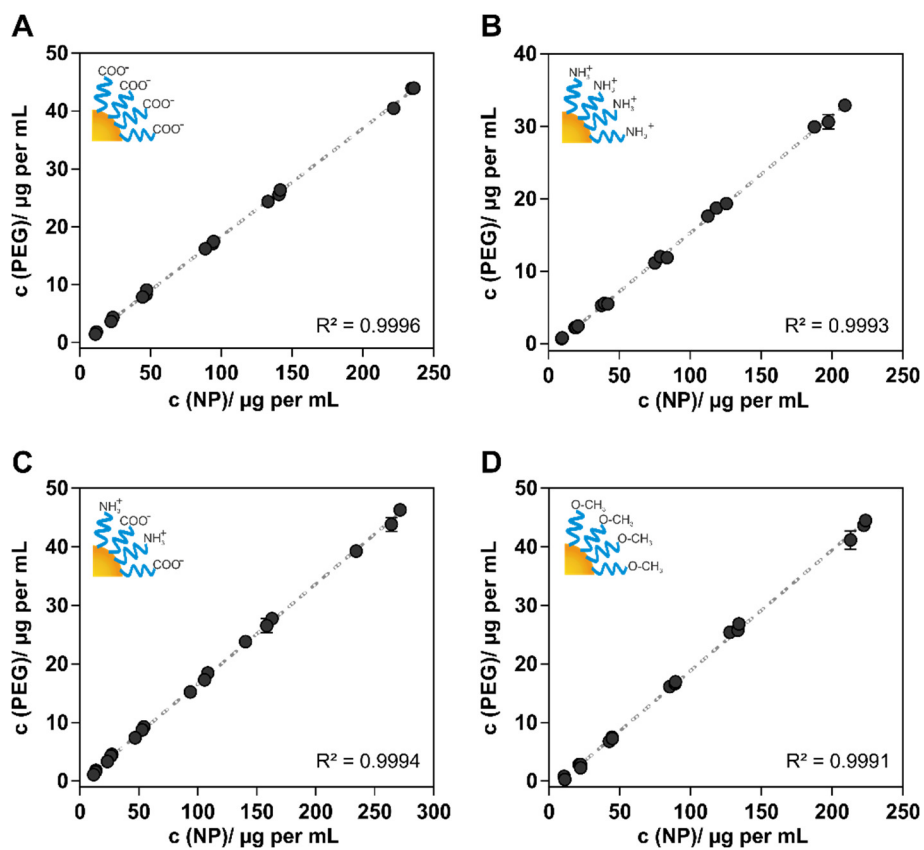 A
COO⁻
COO⁻
COO⁻
COO⁻
c (PEG)/ µg per mL
50
40
30
20
10
0
R² = 0.9996
0 50 100 150 200 250
c (NP)/ µg per mL
B
NH₃⁺
NH₃⁺
NH₃⁺
NH₃⁺
c (PEG)/ µg per mL
40
30
20
10
0
R² = 0.9993
0 50 100 150 200 250
c (NP)/ µg per mL
C
NH₃⁺
COO⁻
NH₃⁺
COO⁻
c (PEG)/ µg per mL
50
40
30
20
10
0
R² = 0.9994
0 50 100 150 200 250 300
c (NP)/ µg per mL
D
O-CH₃
O-CH₃
O-CH₃
O-CH₃
c (PEG)/ µg per mL
50
40
30
20
10
0
R² = 0.9991
0 50 100 150 200 250
c (NP)/ µg per mL